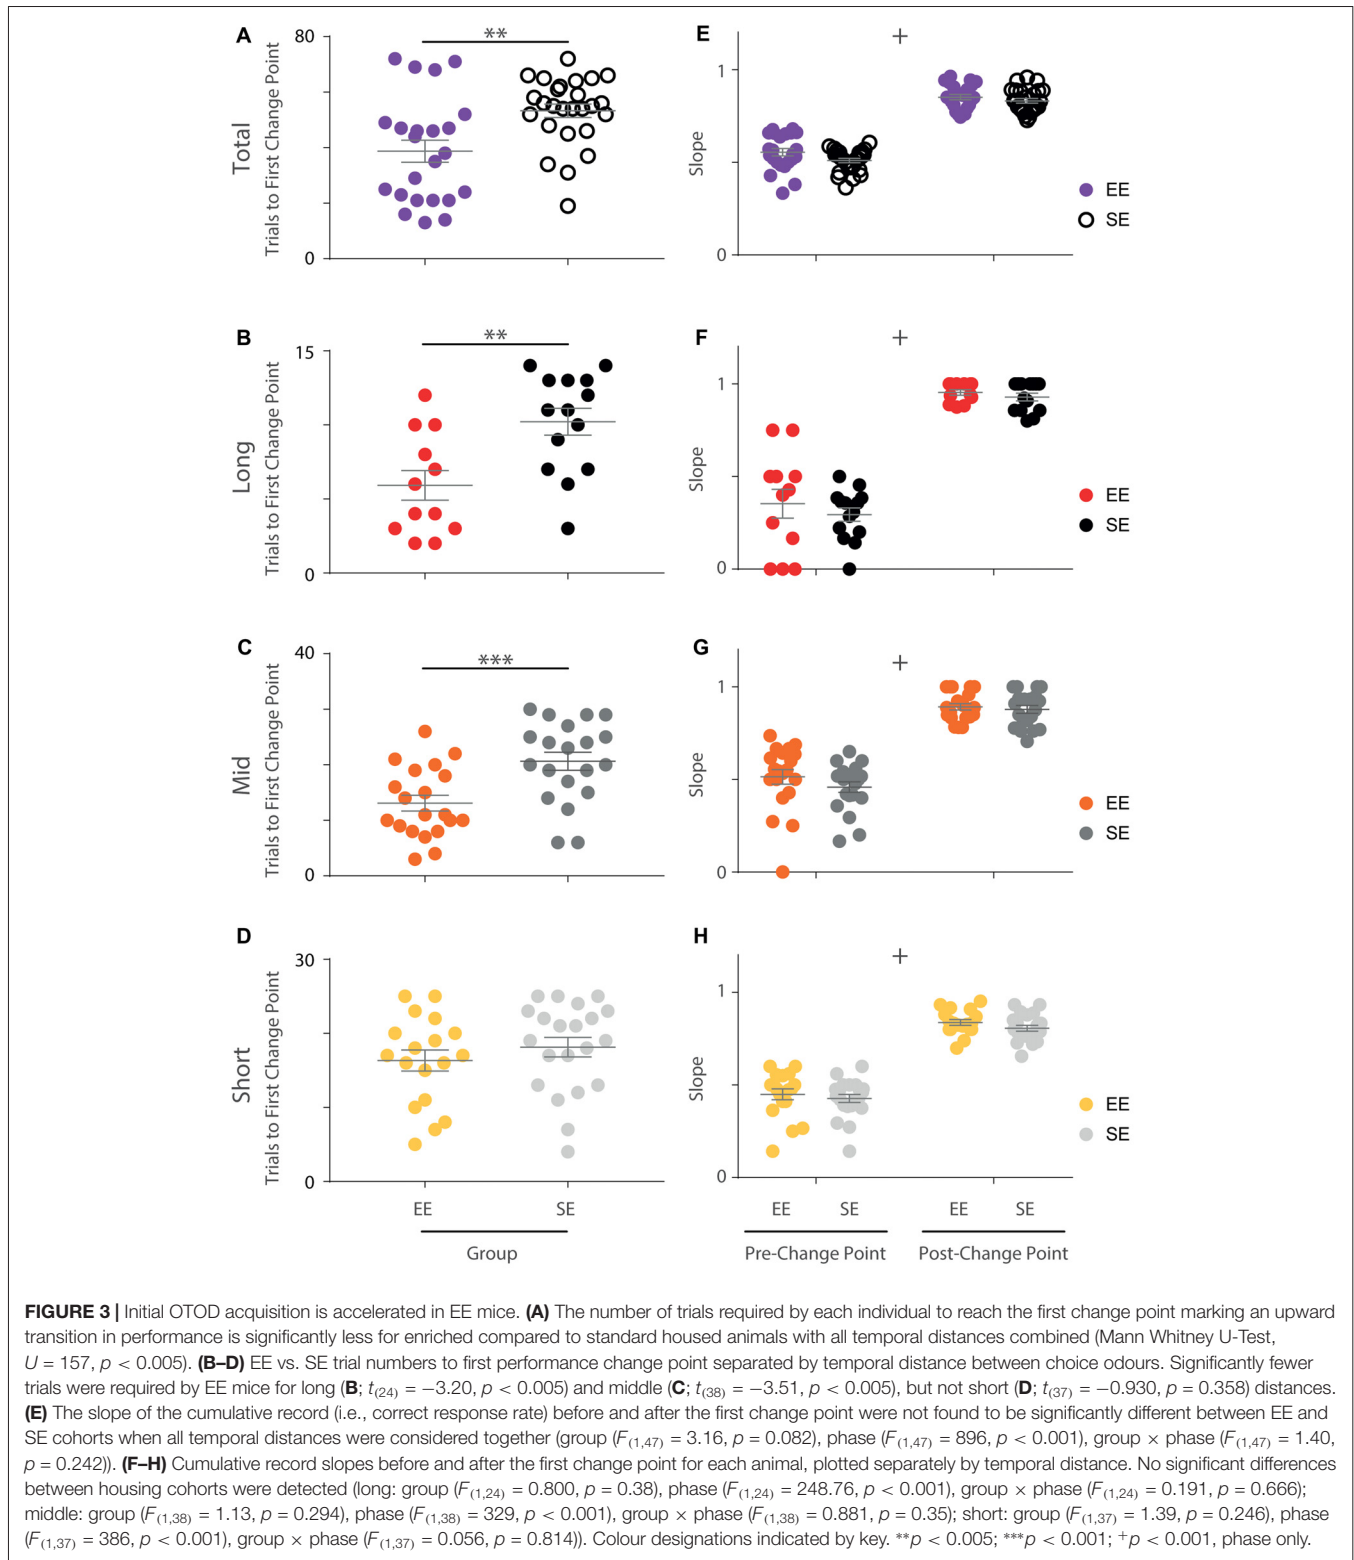 A
Total
Trials to First Change Point
80
0
**
E
Slope
1
0
+
EE
SE
B
Long
Trials to First Change Point
15
0
**
F
Slope
1
0
+
EE
SE
C
Mid
Trials to First Change Point
40
0
***
G
Slope
1
0
+
EE
SE
D
Short
Trials to First Change Point
30
0
EE SE
Group
H
Slope
1
0
+
EE
SE
EE SE EE SE
Pre-Change Point Post-Change Point
FIGURE 3 | Initial OTOD acquisition is accelerated in EE mice. (A) The number of trials required by each individual to reach the first change point marking an upward
transition in performance is significantly less for enriched compared to standard housed animals with all temporal distances combined (Mann Whitney U-Test,
U = 157, p < 0.005). (B–D) EE vs. SE trial numbers to first performance change point separated by temporal distance between choice odours. Significantly fewer
trials were required by EE mice for long (B; t(24) = −3.20, p < 0.005) and middle (C; t(38) = −3.51, p < 0.005), but not short (D; t(37) = −0.930, p = 0.358) distances.
(E) The slope of the cumulative record (i.e., correct response rate) before and after the first change point were not found to be significantly different between EE and
SE cohorts when all temporal distances were considered together (group (F(1,47) = 3.16, p = 0.082), phase (F(1,47) = 896, p < 0.001), group × phase (F(1,47) = 1.40,
p = 0.242)). (F–H) Cumulative record slopes before and after the first change point for each animal, plotted separately by temporal distance. No significant differences
between housing cohorts were detected (long: group (F(1,24) = 0.800, p = 0.38), phase (F(1,24) = 248.76, p < 0.001), group × phase (F(1,24) = 0.191, p = 0.666);
middle: group (F(1,38) = 1.13, p = 0.294), phase (F(1,38) = 329, p < 0.001), group × phase (F(1,38) = 0.881, p = 0.35); short: group (F(1,37) = 1.39, p = 0.246), phase
(F(1,37) = 386, p < 0.001), group × phase (F(1,37) = 0.056, p = 0.814)). Colour designations indicated by key. **p < 0.005; ***p < 0.001; +p < 0.001, phase only.